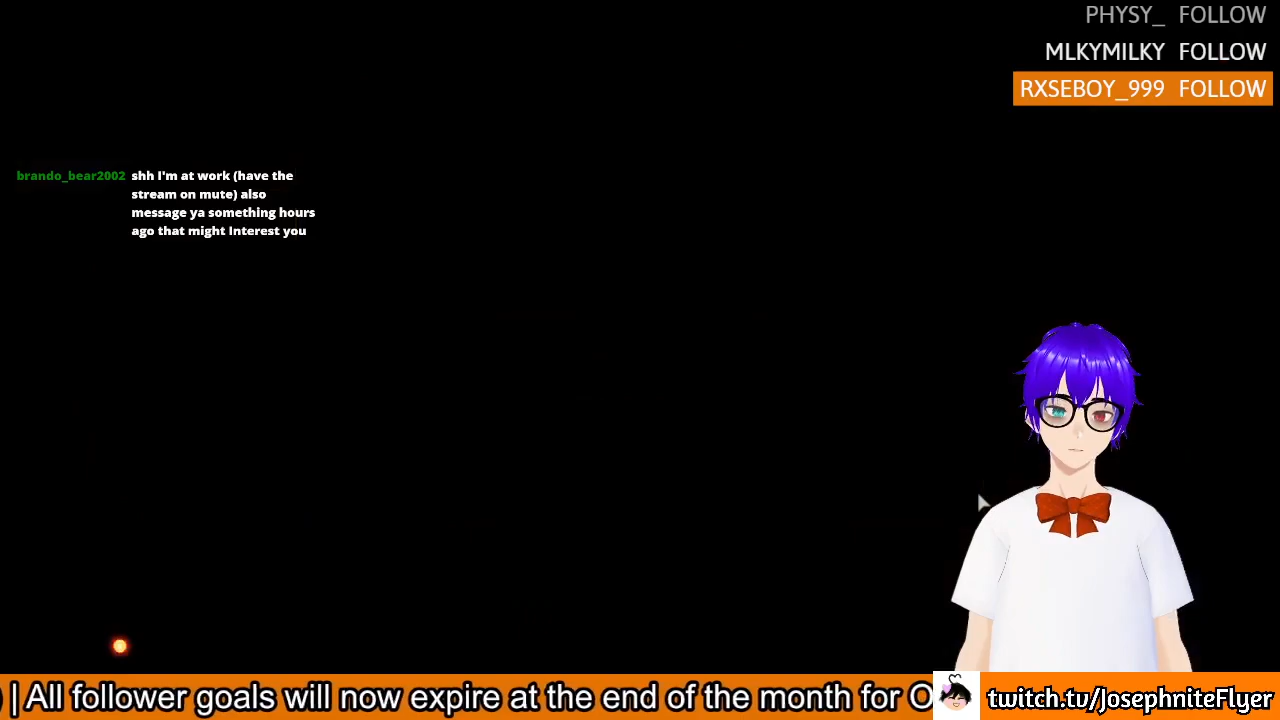 PHYSY_ FOLLOW
MLKYMILKY FOLLOW
RXSEBOY_999 FOLLOW
brando_bear2002 shh I'm at work (have the
stream on mute) also
message ya something hours
ago that might Interest you
) | All follower goals will now expire at the end of the month for O
twitch.tv/JosephniteFlyer